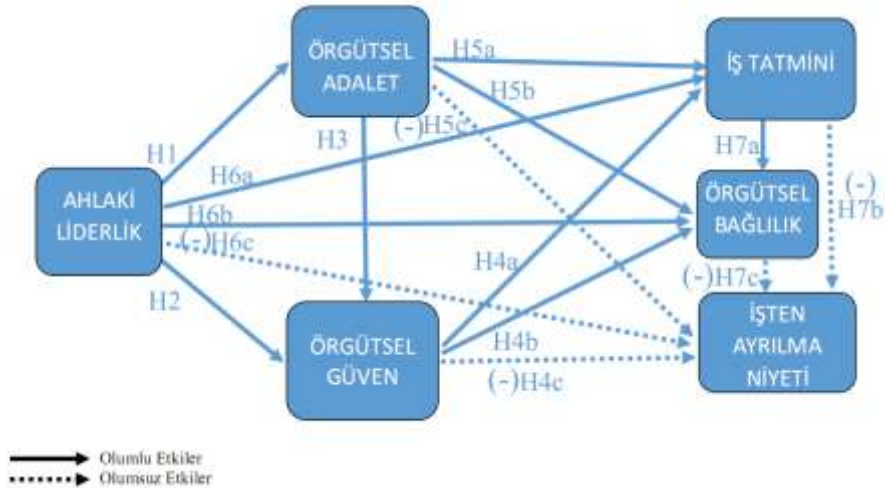 ÖRGÜTSEL
ADALET
H5a
İŞ TATMİNİ
H5b
(-)H5c
H1
H3
H7a
H6a
AHLAKİ
LİDERLİK
H6b
(-)H6c
ÖRGÜTSEL
BAĞLILIK
(-)
H7b
H4a
(-)H7c
H2
ÖRGÜTSEL
GÜVEN
H4b
(-)H4c
İŞTEN
AYRILMA
NİYETİ
Olumlu Etkiler
Olumsuz Etkiler